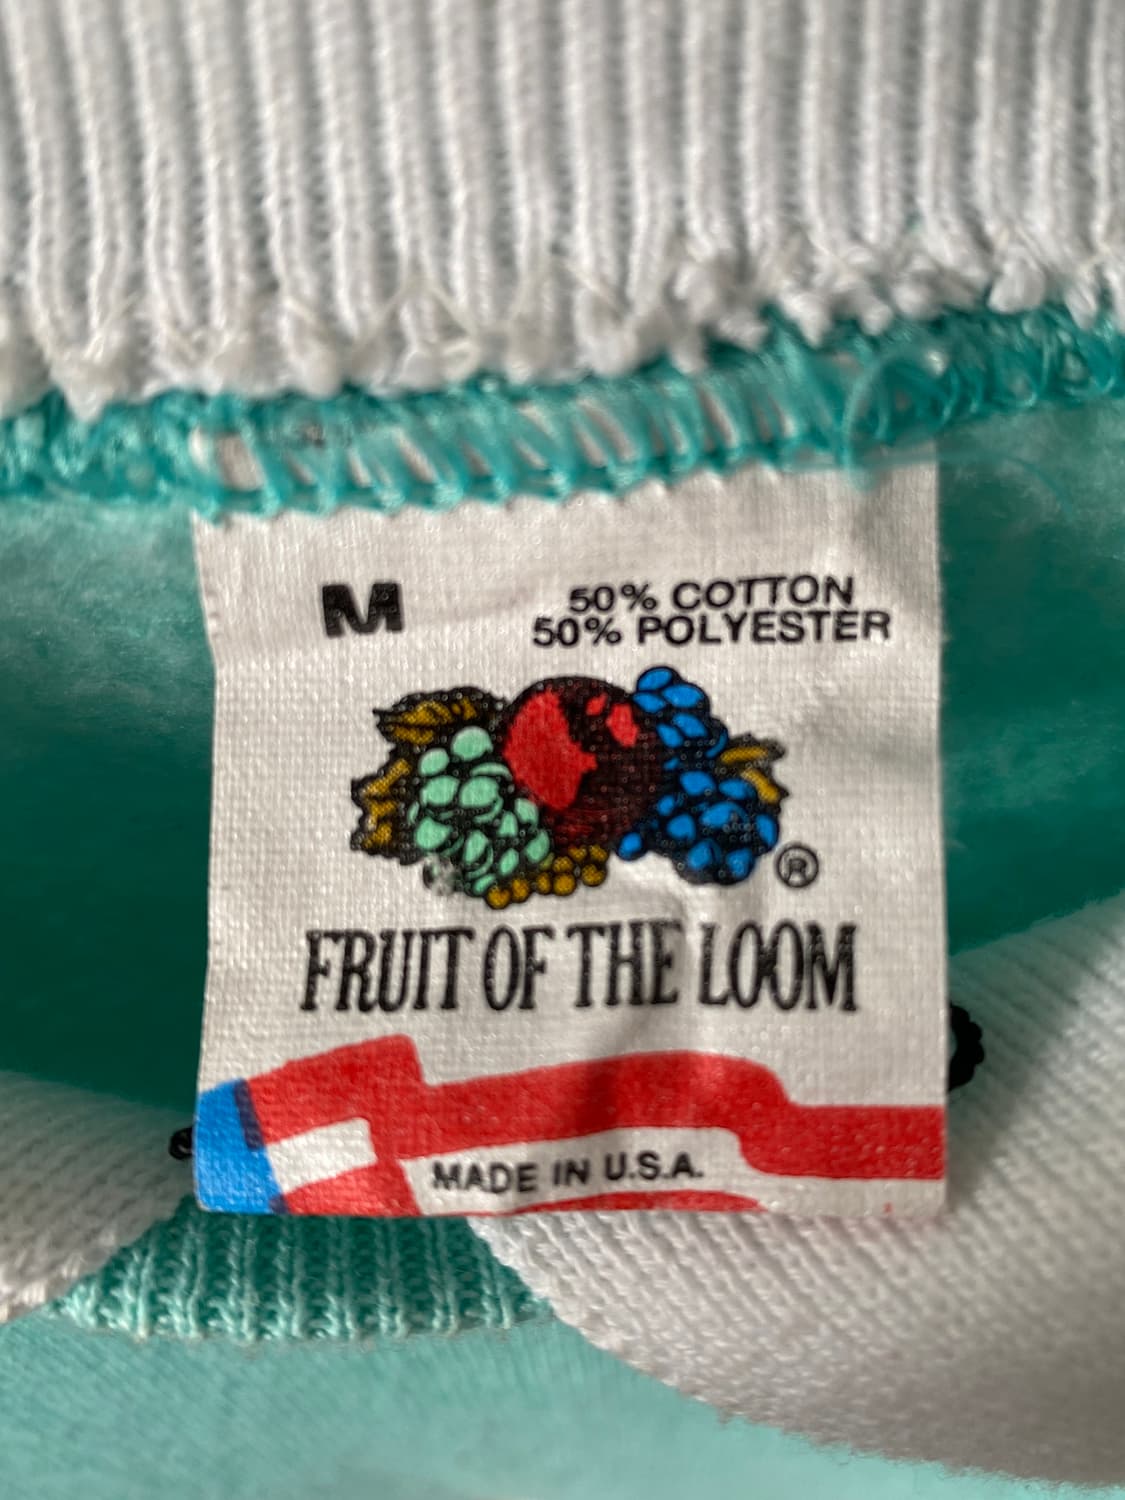 M
50% COTTON
50% POLYESTER
®
FRUIT OF THE LOOM
MADE IN U.S.A.